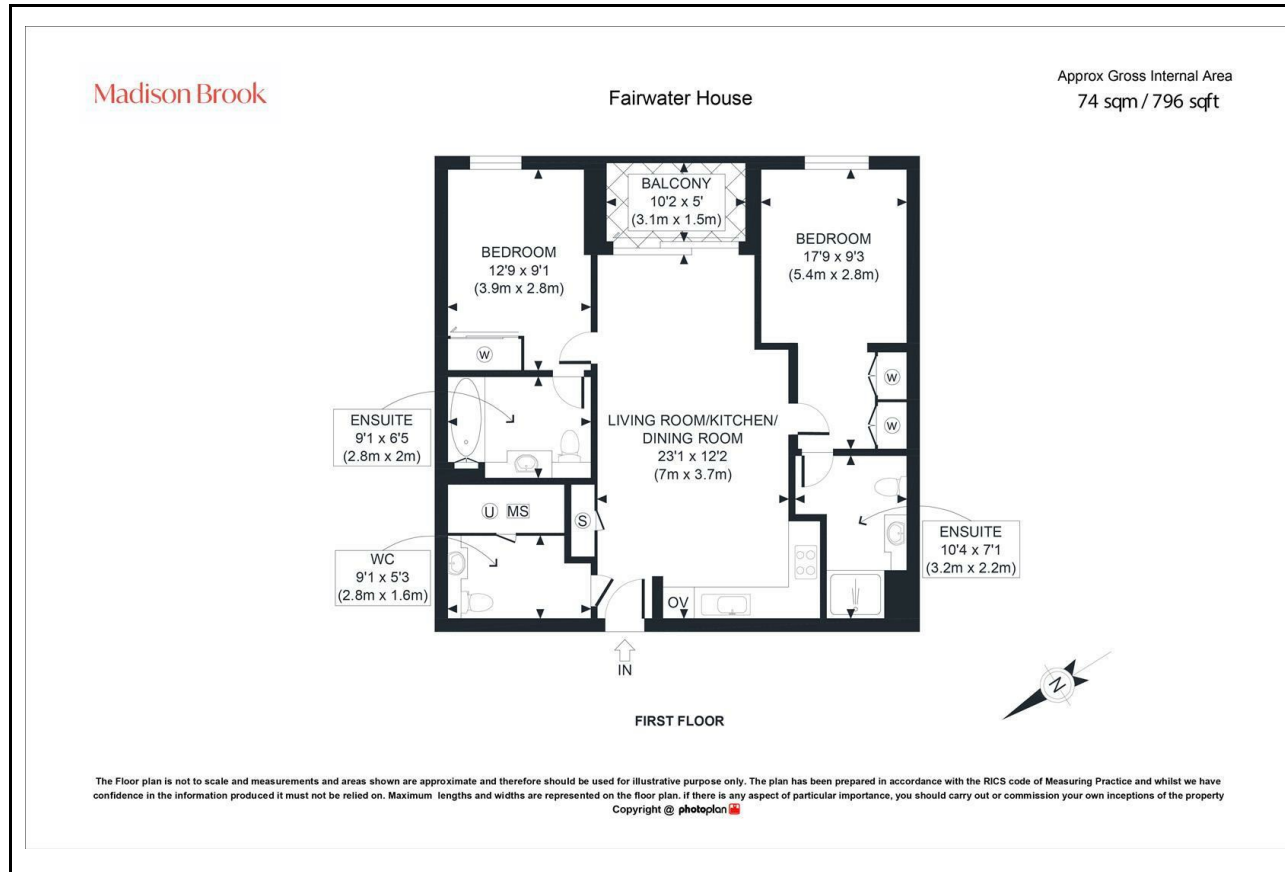 Madison Brook
Fairwater House
Approx Gross Internal Area
74 sqm / 796 sqft
BALCONY
10'2 x 5'
(3.1m x 1.5m)
BEDROOM
12'9 x 9'1
(3.9m x 2.8m)
BEDROOM
17'9 x 9'3
(5.4m x 2.8m)
W
W
W
ENSUITE
9'1 x 6'5
(2.8m x 2m)
LIVING ROOM/KITCHEN/
DINING ROOM
23'1 x 12'2
(7m x 3.7m)
U MS
S
ENSUITE
10'4 x 7'1
(3.2m x 2.2m)
WC
9'1 x 5'3
(2.8m x 1.6m)
OV
IN
N
FIRST FLOOR
The Floor plan is not to scale and measurements and areas shown are approximate and therefore should be used for illustrative purpose only. The plan has been prepared in accordance with the RICS code of Measuring Practice and whilst we have
confidence in the information produced it must not be relied on. Maximum lengths and widths are represented on the floor plan. if there is any aspect of particular importance, you should carry out or commission your own inceptions of the property
Copyright @ photoplan